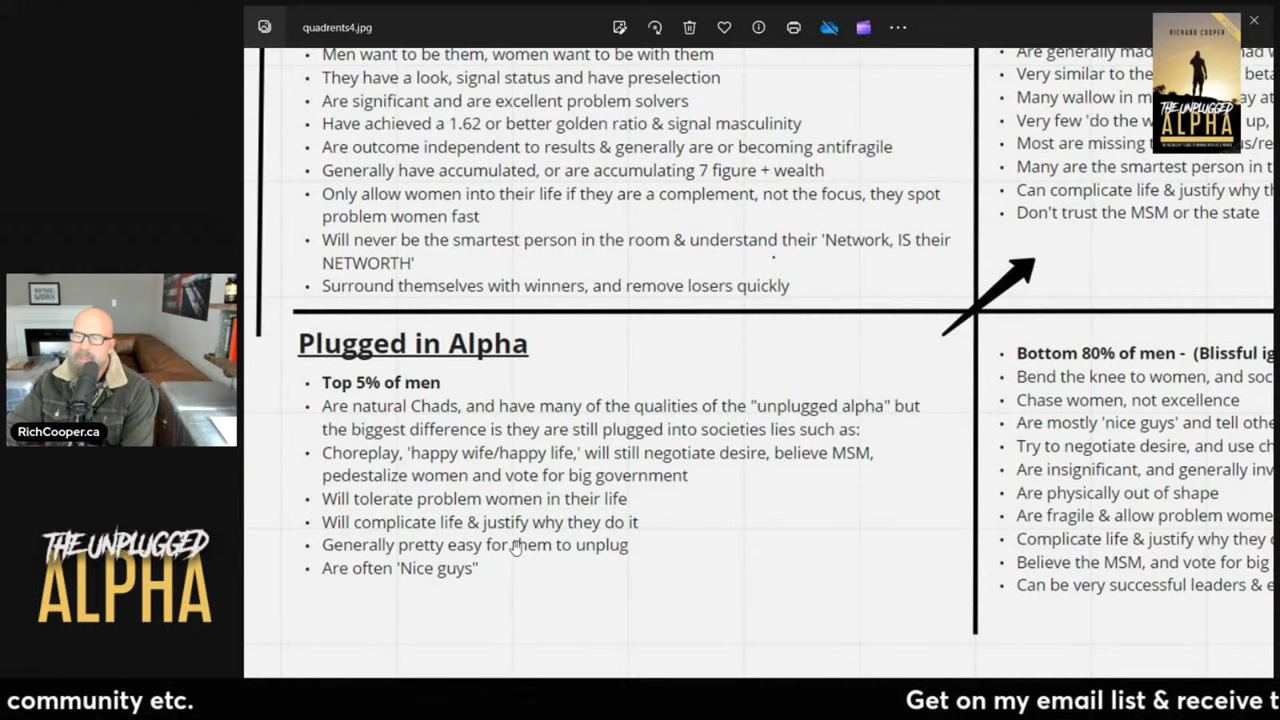 quadrents4.jpg
Men want to be them, women want to be with them
They have a look, signal status and have preselection
Are significant and are excellent problem solvers
Have achieved a 1.62 or better golden ratio & signal masculinity
Are outcome independent to results & generally are or becoming antifragile
Generally have accumulated, or are accumulating 7 figure + wealth
Only allow women into their life if they are a complement, not the focus, they spot
problem women fast
Will never be the smartest person in the room & understand their 'Network, IS their
NETWORTH'
Surround themselves with winners, and remove losers quickly
Are generally mad
Very similar to the
Many wallow in
Very few 'do the
Most are missing
Many are the smartest person in
Can complicate life & justify why
Don't trust the MSM or the state
RICHARD COOPER
THE UNPLUGGED
ALPHA
Plugged in Alpha
Top 5% of men
Are natural Chads, and have many of the qualities of the "unplugged alpha" but
the biggest difference is they are still plugged into societies lies such as:
Choreplay, 'happy wife/happy life,' will still negotiate desire, believe MSM,
pedestalize women and vote for big government
Will tolerate problem women in their life
Will complicate life & justify why they do it
Generally pretty easy for them to unplug
Are often 'Nice guys"
Bottom 80% of men - (Blissful ig
Bend the knee to women, and soc
Chase women, not excellence
Are mostly 'nice guys' and tell othe
Try to negotiate desire, and use ch
Are insignificant, and generally inv
Are physically out of shape
Are fragile & allow problem wome
Complicate life & justify why they
Believe the MSM, and vote for big
Can be very successful leaders &
RichCooper.ca
THE UNPLUGGED
ALPHA
community etc.
Get on my email list & receive t